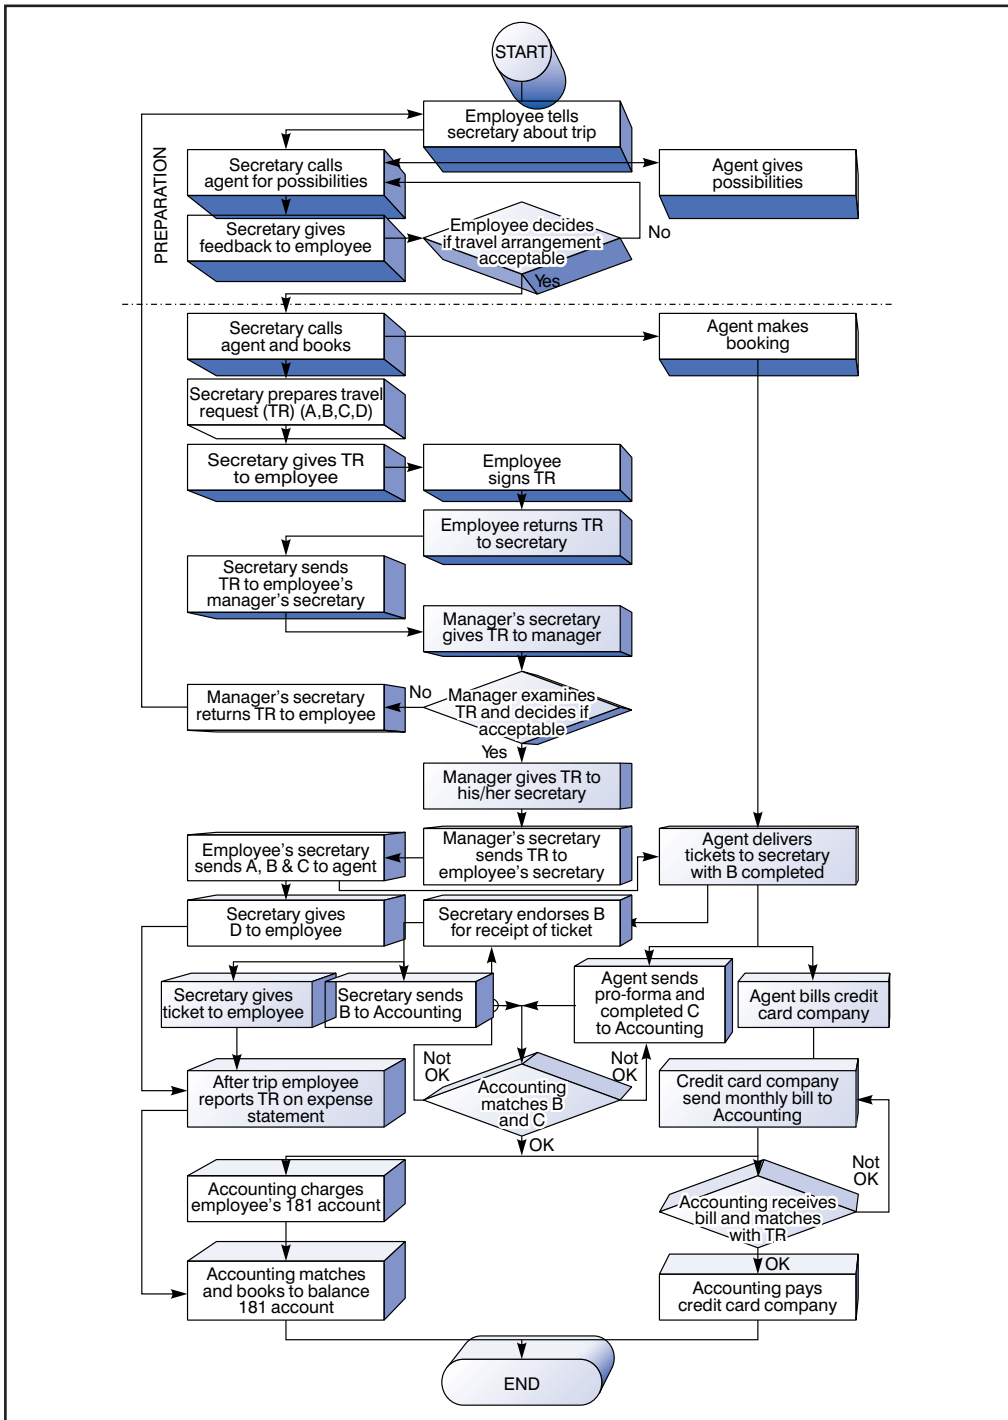 START
Employee tells
secretary about trip
PREPARATION
Secretary calls
agent for possibilities
Agent gives
possibilities
Secretary gives
feedback to employee
Employee decides
if travel arrangement
acceptable
No
Yes
Secretary calls
agent and books
Agent makes
booking
Secretary prepares travel
request (TR) (A,B,C,D)
Secretary gives TR
to employee
Employee
signs TR
Employee returns TR
to secretary
Secretary sends
TR to employee's
manager's secretary
Manager's secretary
gives TR to manager
Manager's secretary
returns TR to employee
No
Manager examines
TR and decides if
acceptable
Yes
Manager gives TR to
his/her secretary
Employee's secretary
sends A, B & C to agent
Manager's secretary
sends TR to
employee's secretary
Agent delivers
tickets to secretary
with B completed
Secretary gives
D to employee
Secretary endorses B
for receipt of ticket
Secretary gives
ticket to employee
Secretary sends
B to Accounting
Agent sends
pro-forma and
completed C
to Accounting
Agent bills credit
card company
Not
OK
Not
OK
After trip employee
reports TR on expense
statement
Accounting
matches B
and C
Credit card company
send monthly bill to
Accounting
OK
Not
OK
Accounting charges
employee's 181 account
Accounting receives
bill and matches
with TR
OK
Accounting matches
and books to balance
181 account
Accounting pays
credit card company
END